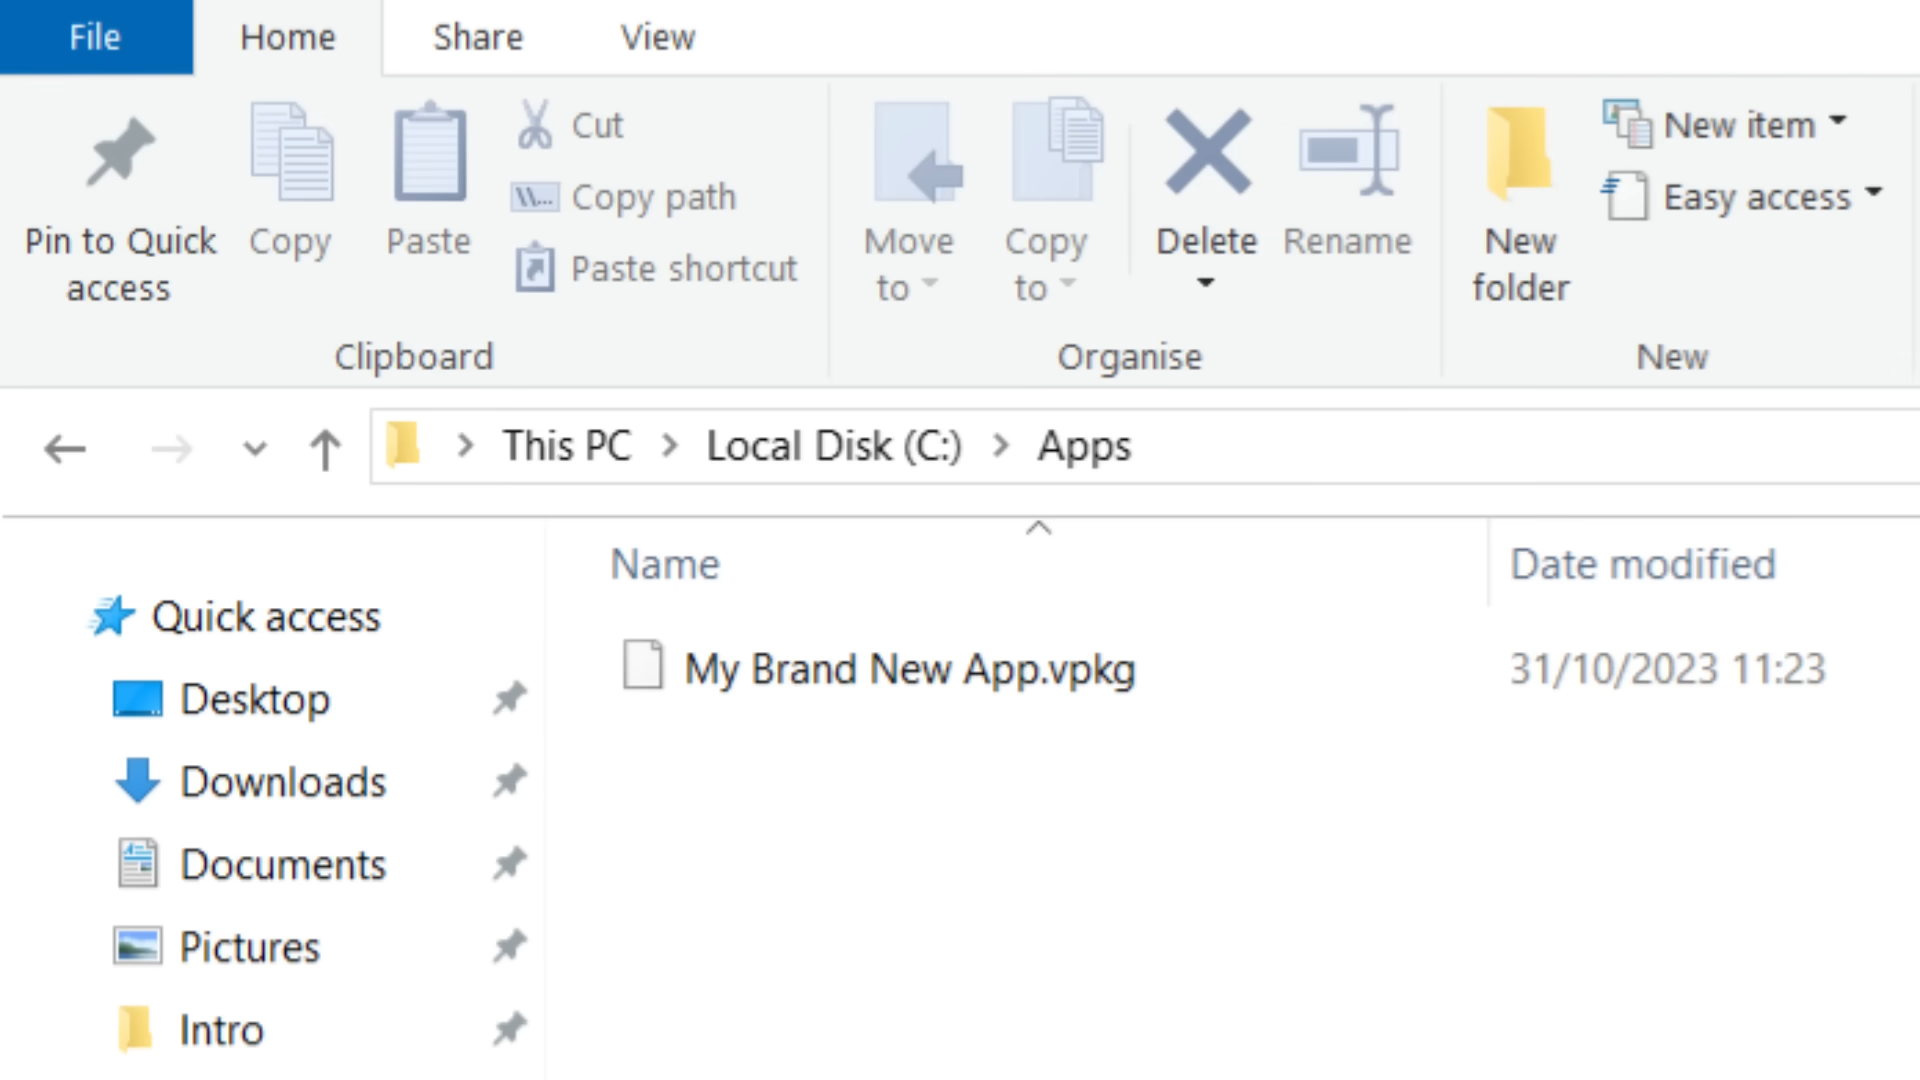 File Home Share View
Pin to Quick access
Copy
Paste
Cut
Copy path
Paste shortcut
Clipboard
Move to
Copy to
Delete
Rename
Organise
New folder
New item
Easy access
New
This PC > Local Disk (C:) > Apps
Name Date modified
My Brand New App.vpkg 31/10/2023 11:23
Quick access
Desktop
Downloads
Documents
Pictures
Intro